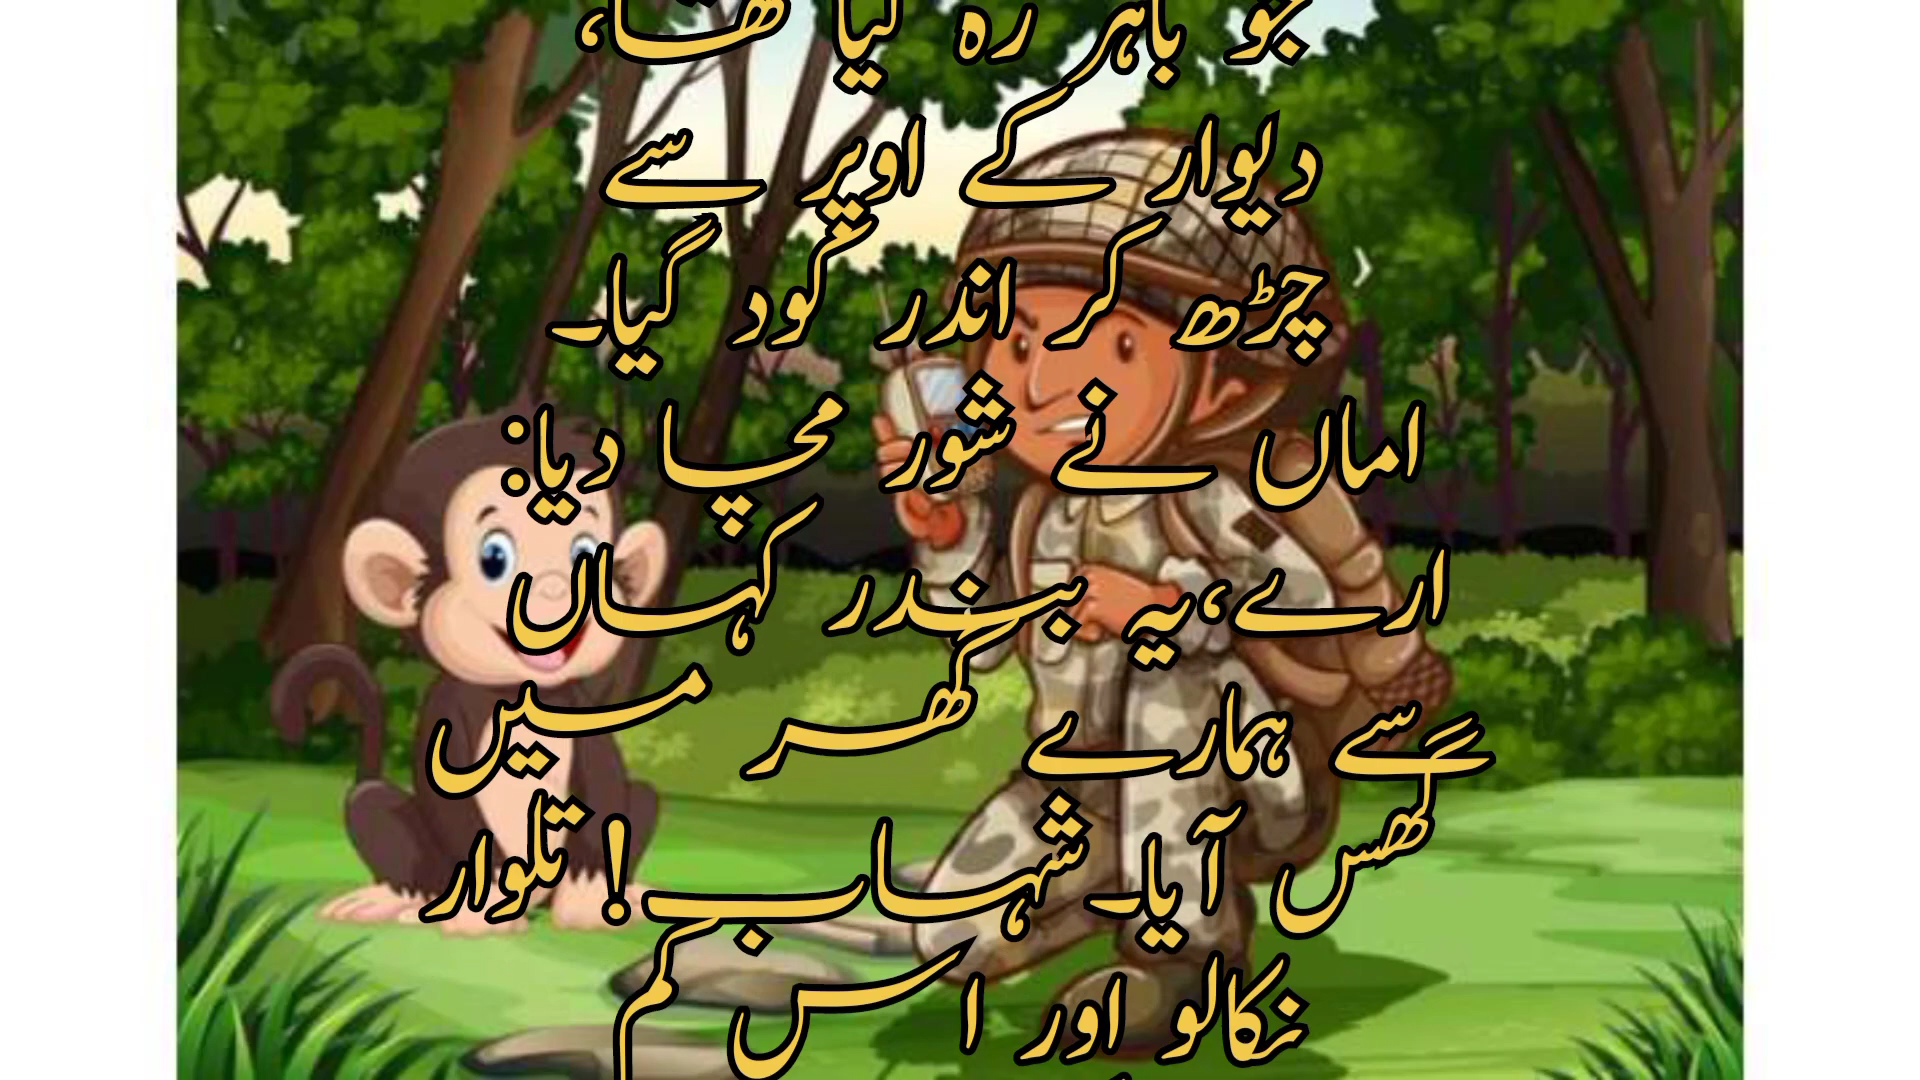 جو باہر رہ گیا تھا،
دیوار کے اوپر سے
چڑھ کر اندر کود گیا۔
اماں نے شور مچا دیا:
ارے،یہ بندر کہاں
سے ہمارے گھر میں
گھس آیا۔ شہاب! تلوار
نکالو اور اس کم